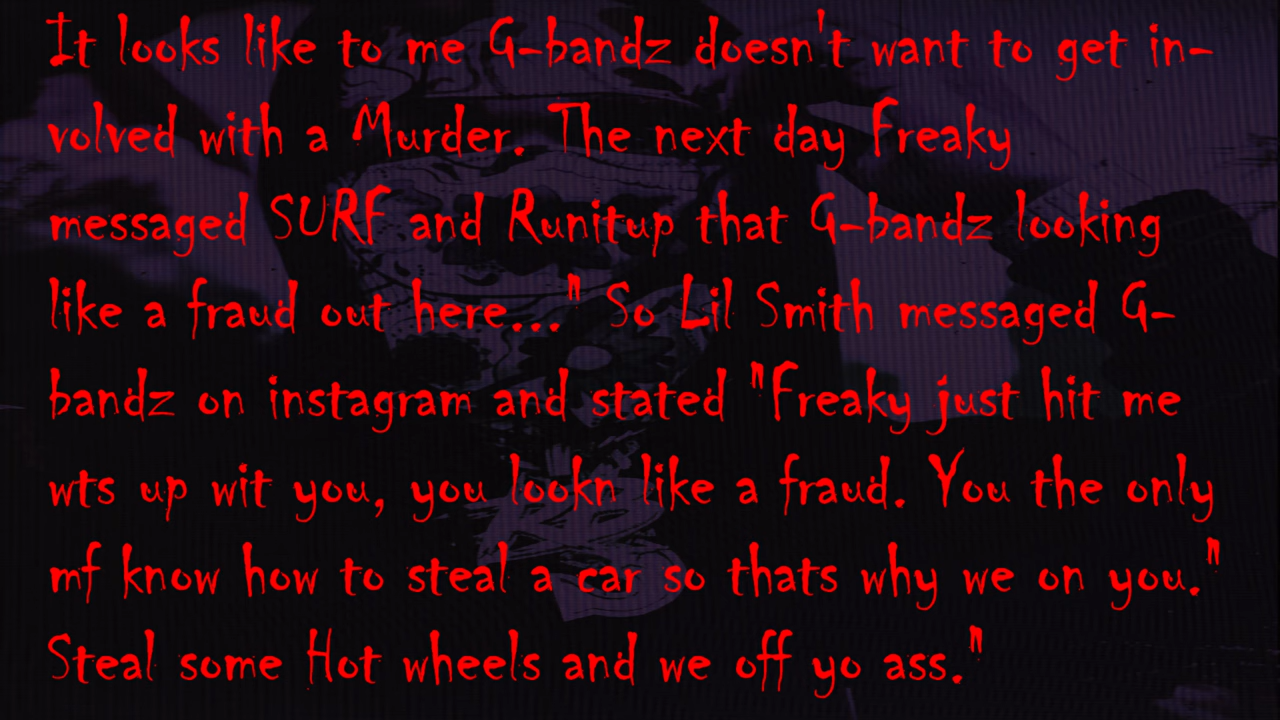 It looks like to me G-bandz doesn't want to get in-
volved with a Murder. The next day Freaky
messaged SURF and Runitup that G-bandz looking
like a fraud out here..." So Lil Smith messaged G-
bandz on instagram and stated "Freaky just hit me
wts up wit you, you lookn like a fraud. You the only
mf know how to steal a car so thats why we on you."
Steal some Hot wheels and we off yo ass."